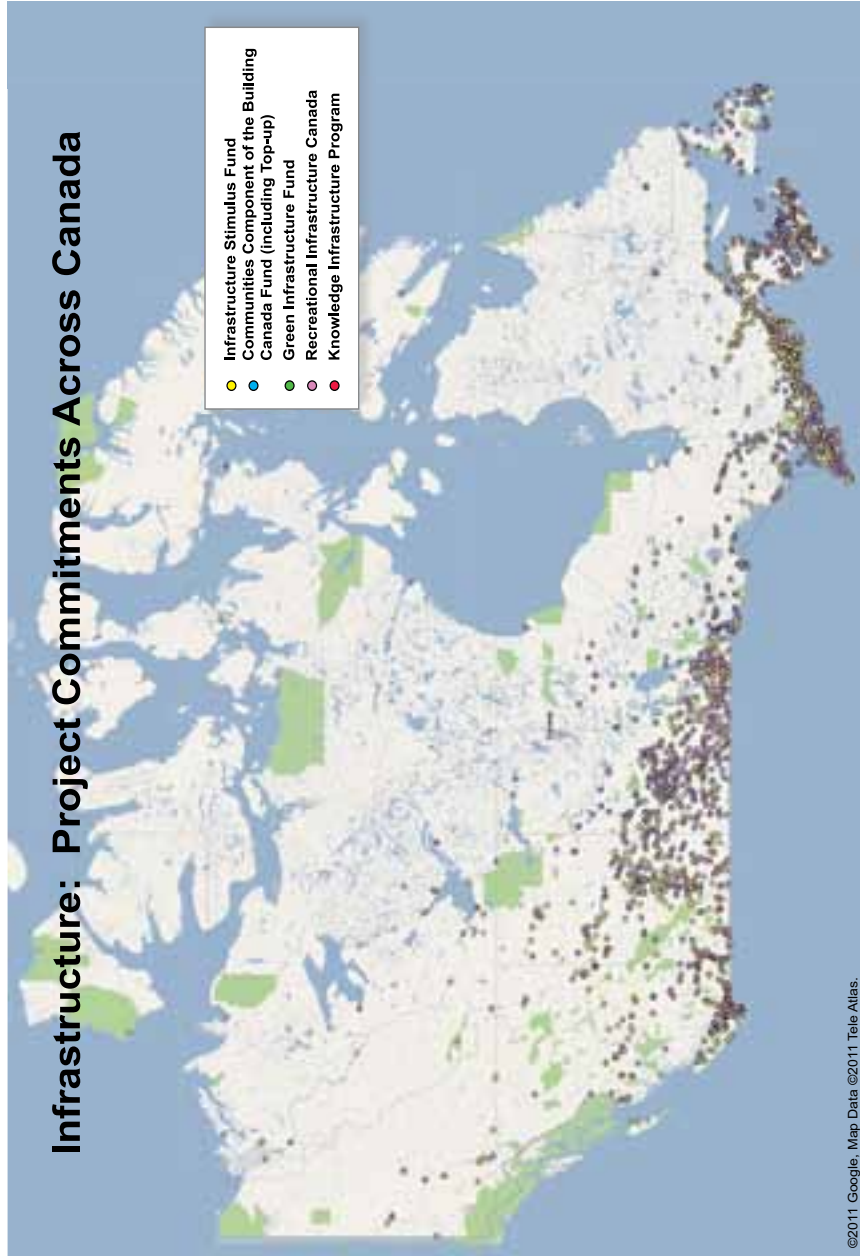 Infrastructure: Project Commitments Across Canada
Infrastructure Stimulus Fund
Communities Component of the Building
Canada Fund (including Top-up)
Green Infrastructure Fund
Recreational Infrastructure Canada
Knowledge Infrastructure Program
©2011 Google, Map Data ©2011 Tele Atlas.